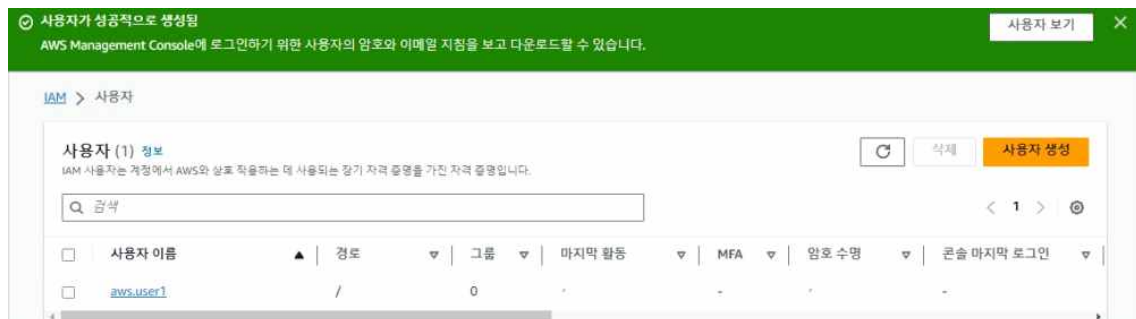 사용자가 성공적으로 생성됨
사용자 보기
AWS Management Console에 로그인하기 위한 사용자의 암호와 이메일 지침을 보고 다운로드할 수 있습니다.
IAM > 사용자
사용자 (1) 정보
삭제
사용자 생성
IAM 사용자는 계정에서 AWS와 상호 작용하는 데 사용되는 장기 자격 증명을 가진 자격 증명입니다.
검색
< 1 >
사용자 이름 경로 그룹 마지막 활동 MFA 암호 수명 콘솔 마지막 로그인
aws.user1 / 0 - -